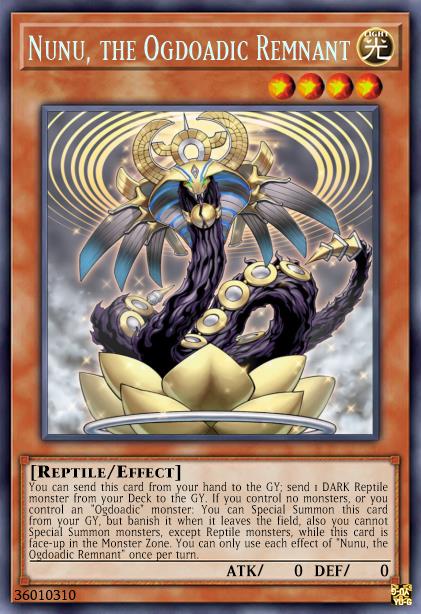 NUNU, THE OGDOADIC REMNANT
LIGHT
光
[REPTILE/EFFECT]
You can send this card from your hand to the GY; send 1 DARK Reptile
monster from your Deck to the GY. If you control no monsters, or you
control an "Ogdoadic" monster: You can Special Summon this card
from your GY, but banish it when it leaves the field, also you cannot
Special Summon monsters, except Reptile monsters, while this card is
face-up in the Monster Zone. You can only use each effect of "Nunu, the
Ogdoadic Remnant" once per turn.
ATK/ 0 DEF/ 0
36010310